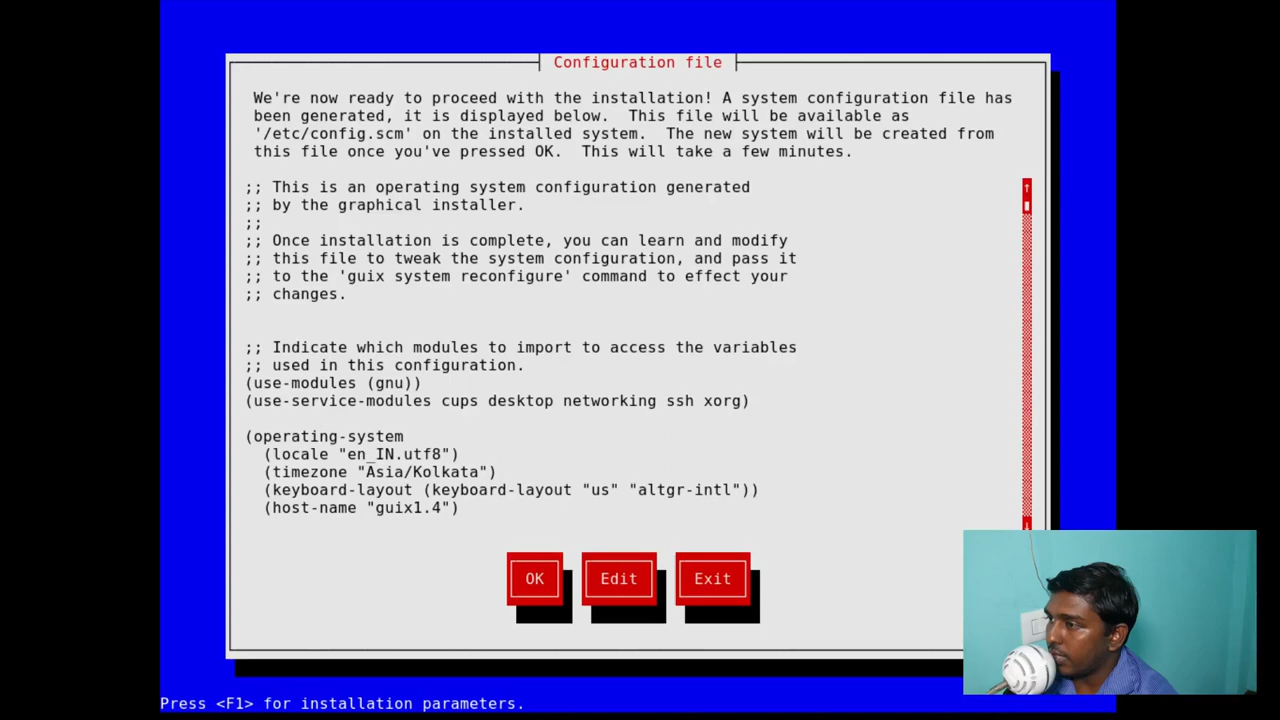 Configuration file
We're now ready to proceed with the installation! A system configuration file has
been generated, it is displayed below.  This file will be available as
'/etc/config.scm' on the installed system.  The new system will be created from
this file once you've pressed OK.  This will take a few minutes.
;; This is an operating system configuration generated
;; by the graphical installer.
;;
;; Once installation is complete, you can learn and modify
;; this file to tweak the system configuration, and pass it
;; to the 'guix system reconfigure' command to effect your
;; changes.
;; Indicate which modules to import to access the variables
;; used in this configuration.
(use-modules (gnu))
(use-service-modules cups desktop networking ssh xorg)
(operating-system
  (locale "en_IN.utf8")
  (timezone "Asia/Kolkata")
  (keyboard-layout (keyboard-layout "us" "altgr-intl"))
  (host-name "guix1.4")
OK Edit Exit
Press <F1> for installation parameters.